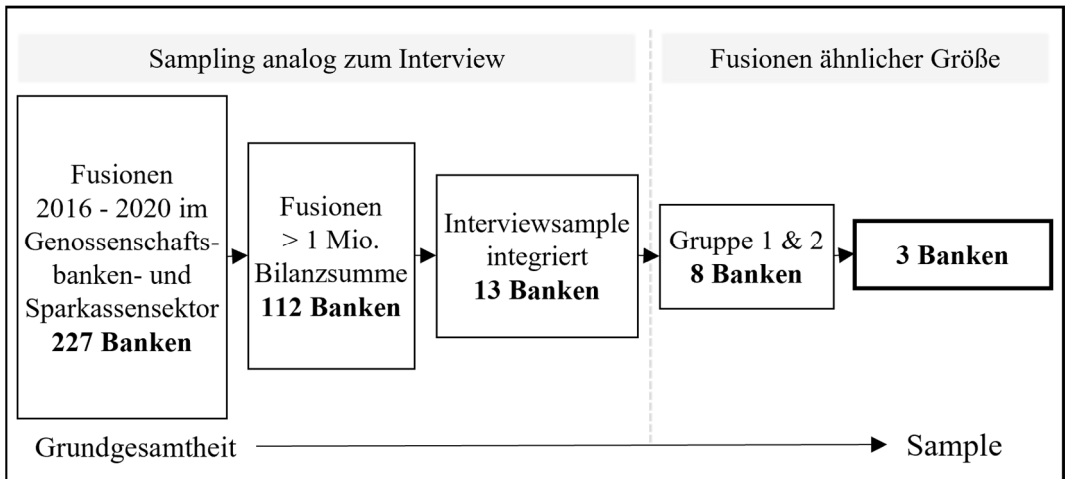 Sampling analog zum Interview
Fusionen ähnlicher Größe
Fusionen
2016 - 2020 im
Genossenschafts-
banken- und
Sparkassensektor
227 Banken
Fusionen
> 1 Mio.
Bilanzsumme
112 Banken
Interviewsample
integriert
13 Banken
Gruppe 1 & 2
8 Banken
3 Banken
Grundgesamtheit
Sample